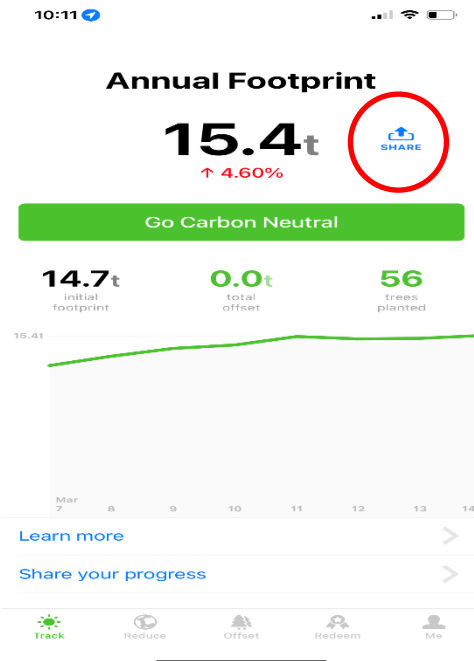 10:11
Annual Footprint
15.4t
SHARE
↑ 4.60%
Go Carbon Neutral
14.7t 0.0t 56
initial total trees
footprint offset planted
15.41
Mar
7 8 9 10 11 12 13 14
Learn more
Share your progress
Track Reduce Offset Redeem Me